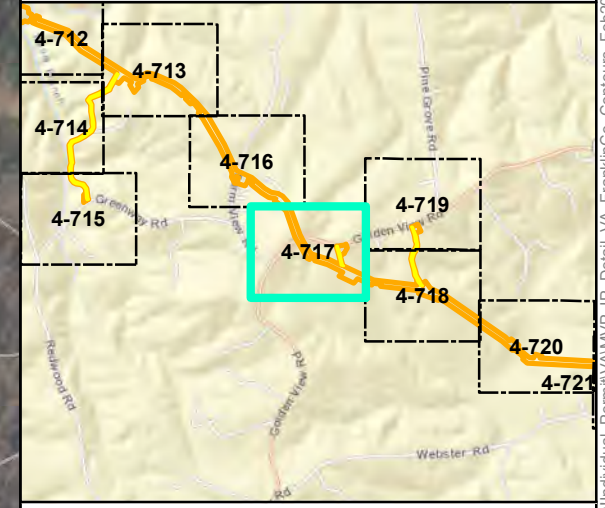 4-712
4-713
4-714
4-715
Greenway Rd
4-716
Pine Grove Rd
4-719
Golden View Rd
4-717
4-718
4-720
4-721
Redwood Rd
Golden View Rd
Webster Rd
Rd